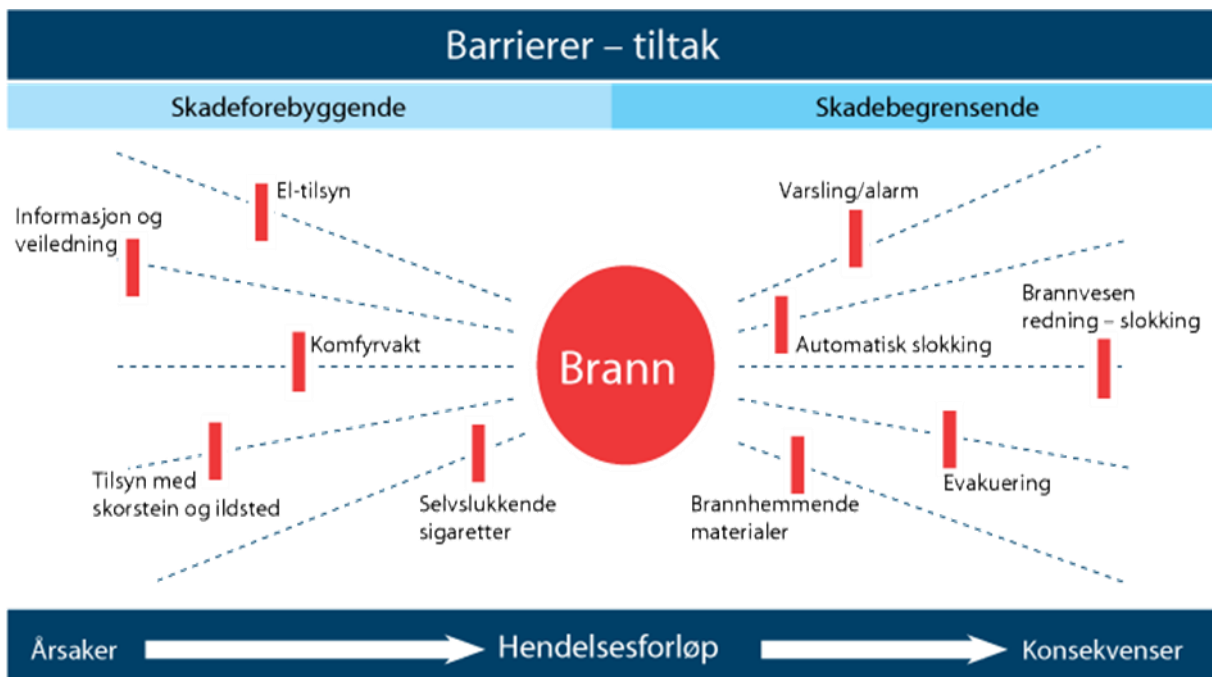 Barrierer – tiltak
Skadeforebyggende
Skadebegrensende
El-tilsyn
Informasjon og
veiledning
Komfyrvakt
Tilsyn med
skorstein og ildsted
Selvslukkende
sigaretter
Brann
Varsling/alarm
Brannvesen
redning – slokking
Automatisk slokking
Evakuering
Brannhemmende
materialer
Årsaker
Hendelsesforløp
Konsekvenser